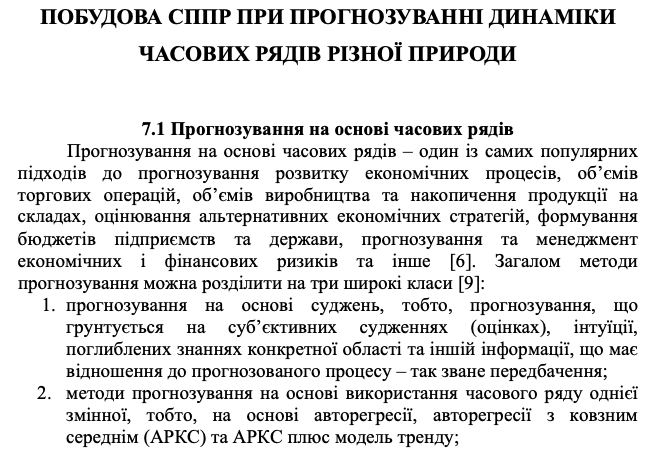 ПОБУДОВА СППР ПРИ ПРОГНОЗУВАННІ ДИНАМІКИ
ЧАСОВИХ РЯДІВ РІЗНОЇ ПРИРОДИ
7.1 Прогнозування на основі часових рядів
Прогнозування на основі часових рядів – один із самих популярних
підходів до прогнозування розвитку економічних процесів, об’ємів
торгових операцій, об’ємів виробництва та накопичення продукції на
складах, оцінювання альтернативних економічних стратегій, формування
бюджетів підприємств та держави, прогнозування та менеджмент
економічних і фінансових ризиків та інше [6]. Загалом методи
прогнозування можна розділити на три широкі класи [9]:
1. прогнозування на основі суджень, тобто, прогнозування, що
грунтується на суб’єктивних судженнях (оцінках), інтуїції,
поглиблених знаннях конкретної області та іншій інформації, що має
відношення до прогнозованого процесу – так зване передбачення;
2. методи прогнозування на основі використання часового ряду однієї
змінної, тобто, на основі авторегресії, авторегресії з ковзним
середнім (АРКС) та АРКС плюс модель тренду;